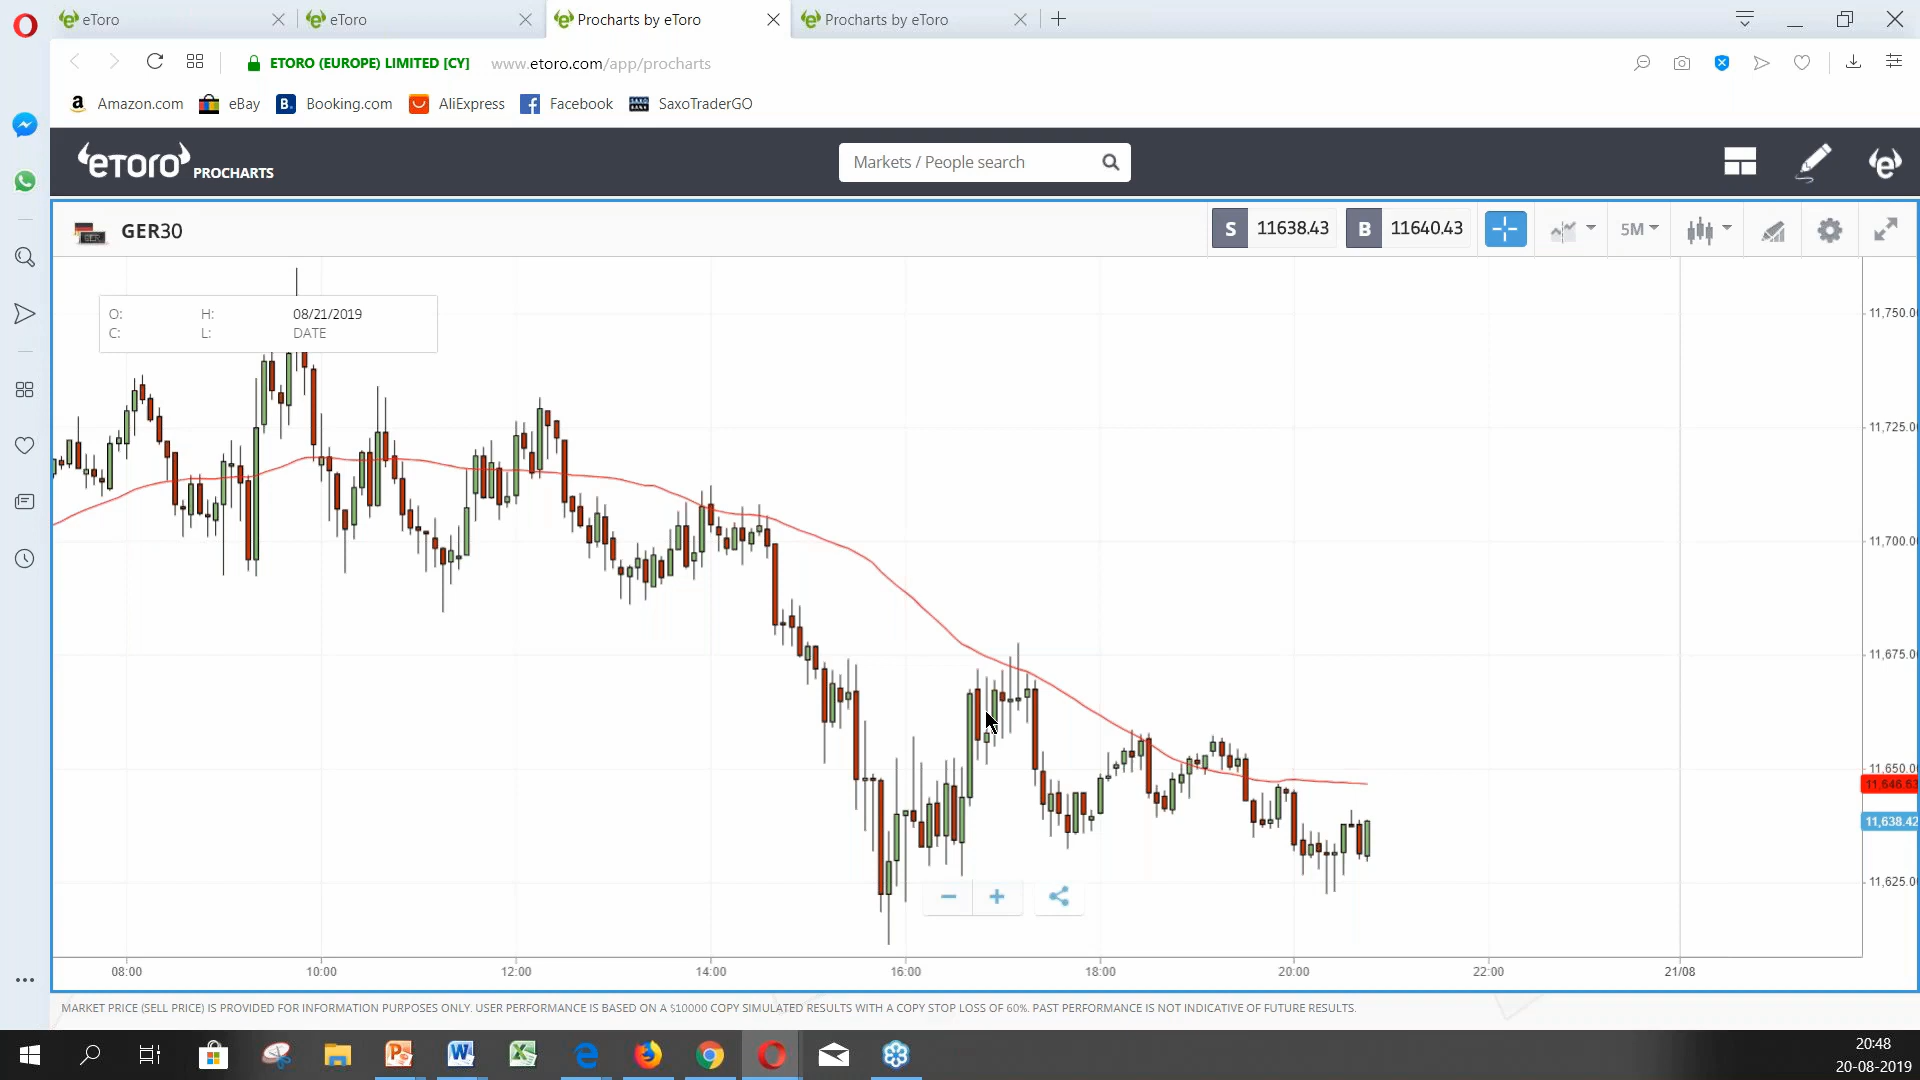 eToro
eToro
Procharts by eToro
Procharts by eToro
ETORO (EUROPE) LIMITED [CY]
www.etoro.com/app/procharts
Amazon.com
eBay
Booking.com
AliExpress
Facebook
SaxoTraderGO
eToro PROCHARTS
Markets / People search
GER30
S 11638.43
B 11640.43
5M
O: H: 08/21/2019
C: L: DATE
11,750.0
11,725.0
11,700.0
11,675.0
11,650.0
11,646.63
11,638.42
11,625.0
08:00 10:00 12:00 14:00 16:00 18:00 20:00 22:00 21/08
MARKET PRICE (SELL PRICE) IS PROVIDED FOR INFORMATION PURPOSES ONLY. USER PERFORMANCE IS BASED ON A $10000 COPY SIMULATED RESULTS WITH A COPY STOP LOSS OF 60%. PAST PERFORMANCE IS NOT INDICATIVE OF FUTURE RESULTS.
20:48
20-08-2019